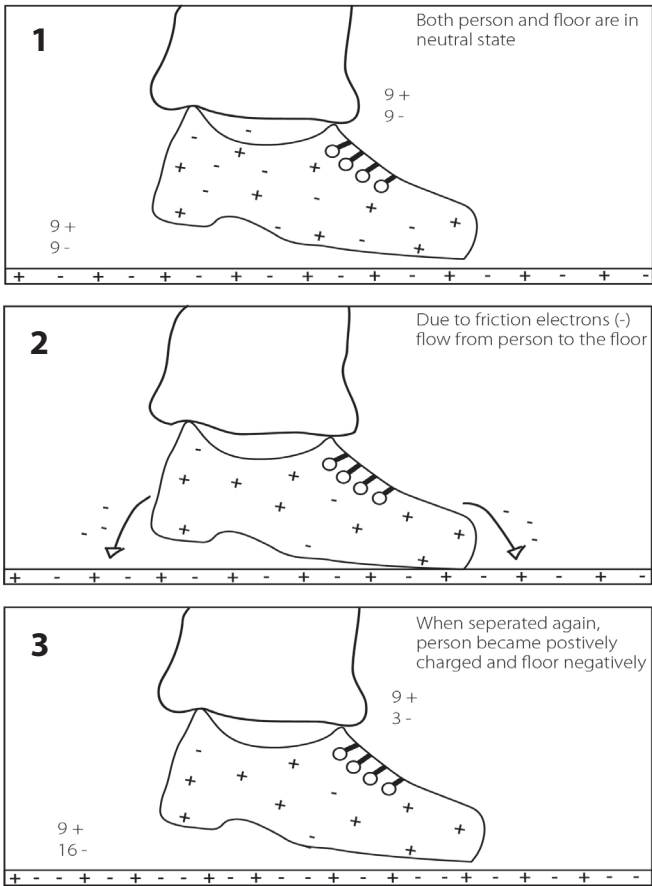 1
Both person and floor are in
neutral state
9 +
9 -
9 +
9 -
2
Due to friction electrons (-)
flow from person to the floor
3
When seperated again,
person became postively
charged and floor negatively
9 +
3 -
9 +
16 -